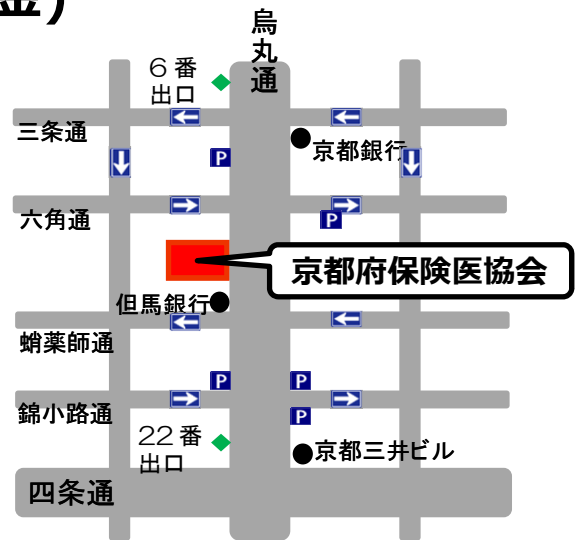 金)
烏
丸
通
6番
出口
三条通
P
京都銀行
六角通
P
京都府保険医協会
但馬銀行
蛸薬師通
P
P
錦小路通
P
22番
出口
京都三井ビル
四条通